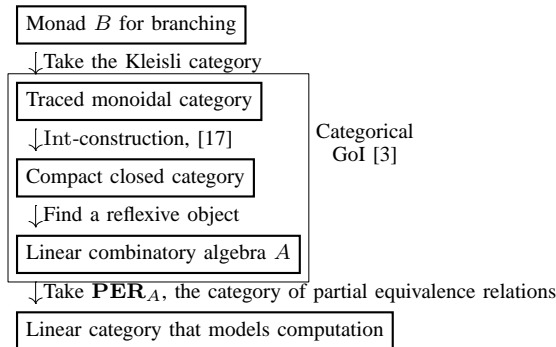 Monad B for branching
Take the Kleisli category
Traced monoidal category
Int-construction, [17]
Categorical
GoI [3]
Compact closed category
Find a reflexive object
Linear combinatory algebra A
Take PER_A, the category of partial equivalence relations
Linear category that models computation